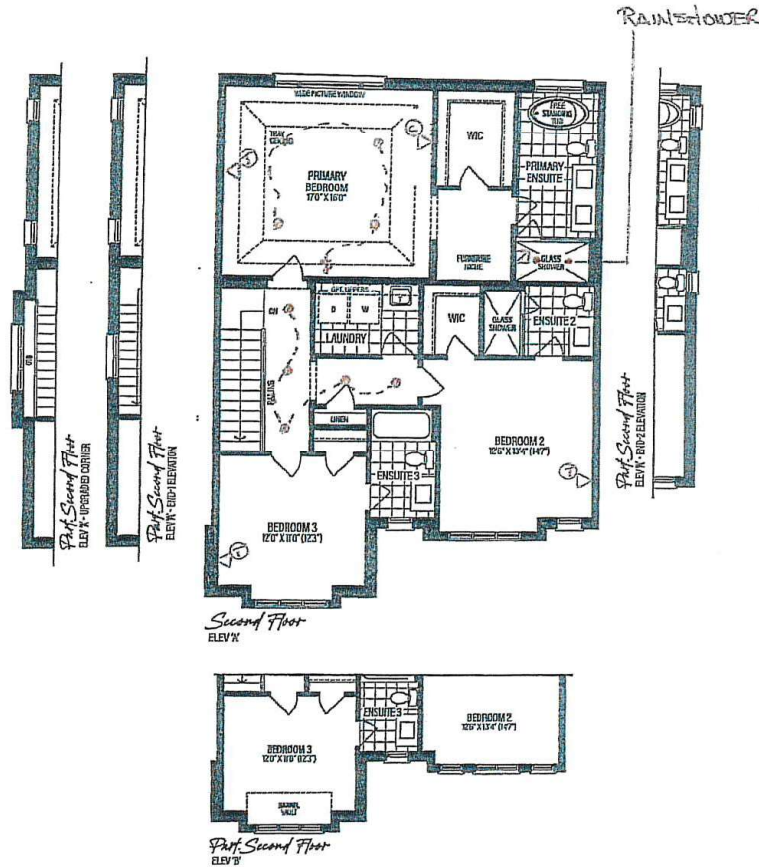 RAINSHOWER
WIDE PICTURE WINDOW
TRAY
CEILING
PRIMARY
BEDROOM
17'0" X 16'0"
WIC
FREE
STANDING
TUB
PRIMARY
ENSUITE
FURNITURE
NICHE
GLASS
SHOWER
OPT. UPPERS
D
W
LAUNDRY
WIC
GLASS
SHOWER
ENSUITE 2
DN
RAILING
LINEN
BEDROOM 2
12'6" X 13'4" (14'7")
ENSUITE 3
BEDROOM 3
12'0" X 11'0" (12'3")
Second Floor
ELEV 'A'
Part. Second Floor
ELEV 'A' - UPGRADED CORNER
Part. Second Floor
ELEV 'A' - END-1 ELEVATION
Part. Second Floor
ELEV 'A' - END-2 ELEVATION
BEDROOM 3
12'0" X 11'0" (12'3")
ENSUITE 3
BEDROOM 2
12'6" X 13'4" (14'7")
Part. Second Floor
ELEV 'B'